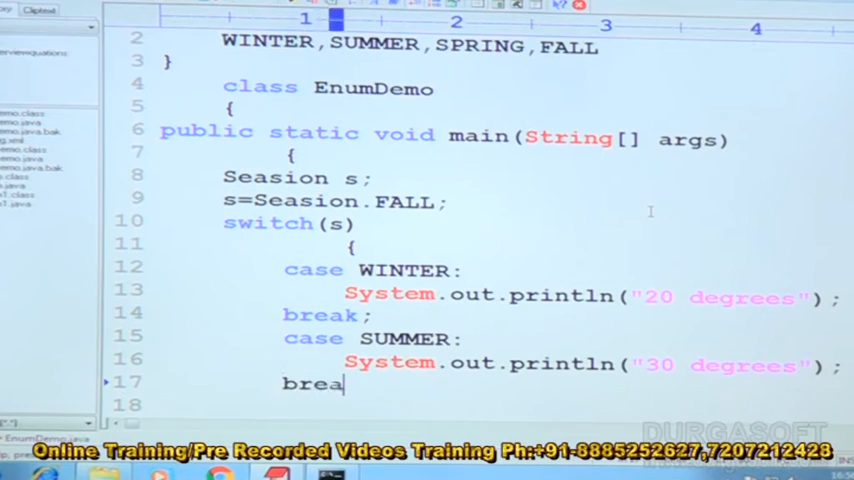 Cliptext
1 2 3 4
2 WINTER,SUMMER,SPRING,FALL
3 }
4 class EnumDemo
5 {
6 public static void main(String[] args)
7 {
8 Seasion s;
9 s=Seasion.FALL;
10 switch(s)
11 {
12 case WINTER:
13 System.out.println("20 degrees");
14 break;
15 case SUMMER:
16 System.out.println("30 degrees");
17 brea
18
DURGASOFT
EnumDemo.java
Online Training/Pre Recorded Videos Training Ph:+91-8885252627,7207212428